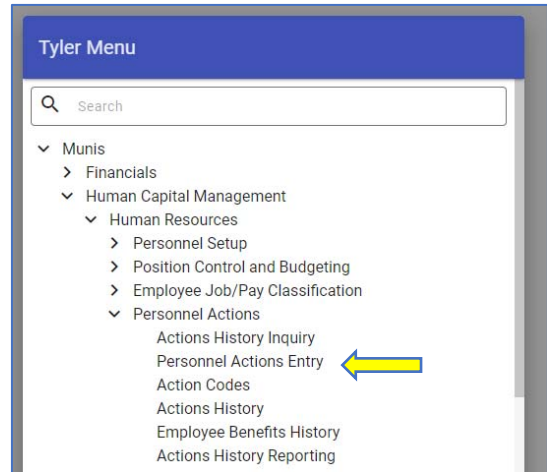 Tyler Menu
Search
Munis
Financials
Human Capital Management
Human Resources
Personnel Setup
Position Control and Budgeting
Employee Job/Pay Classification
Personnel Actions
Actions History Inquiry
Personnel Actions Entry
Action Codes
Actions History
Employee Benefits History
Actions History Reporting